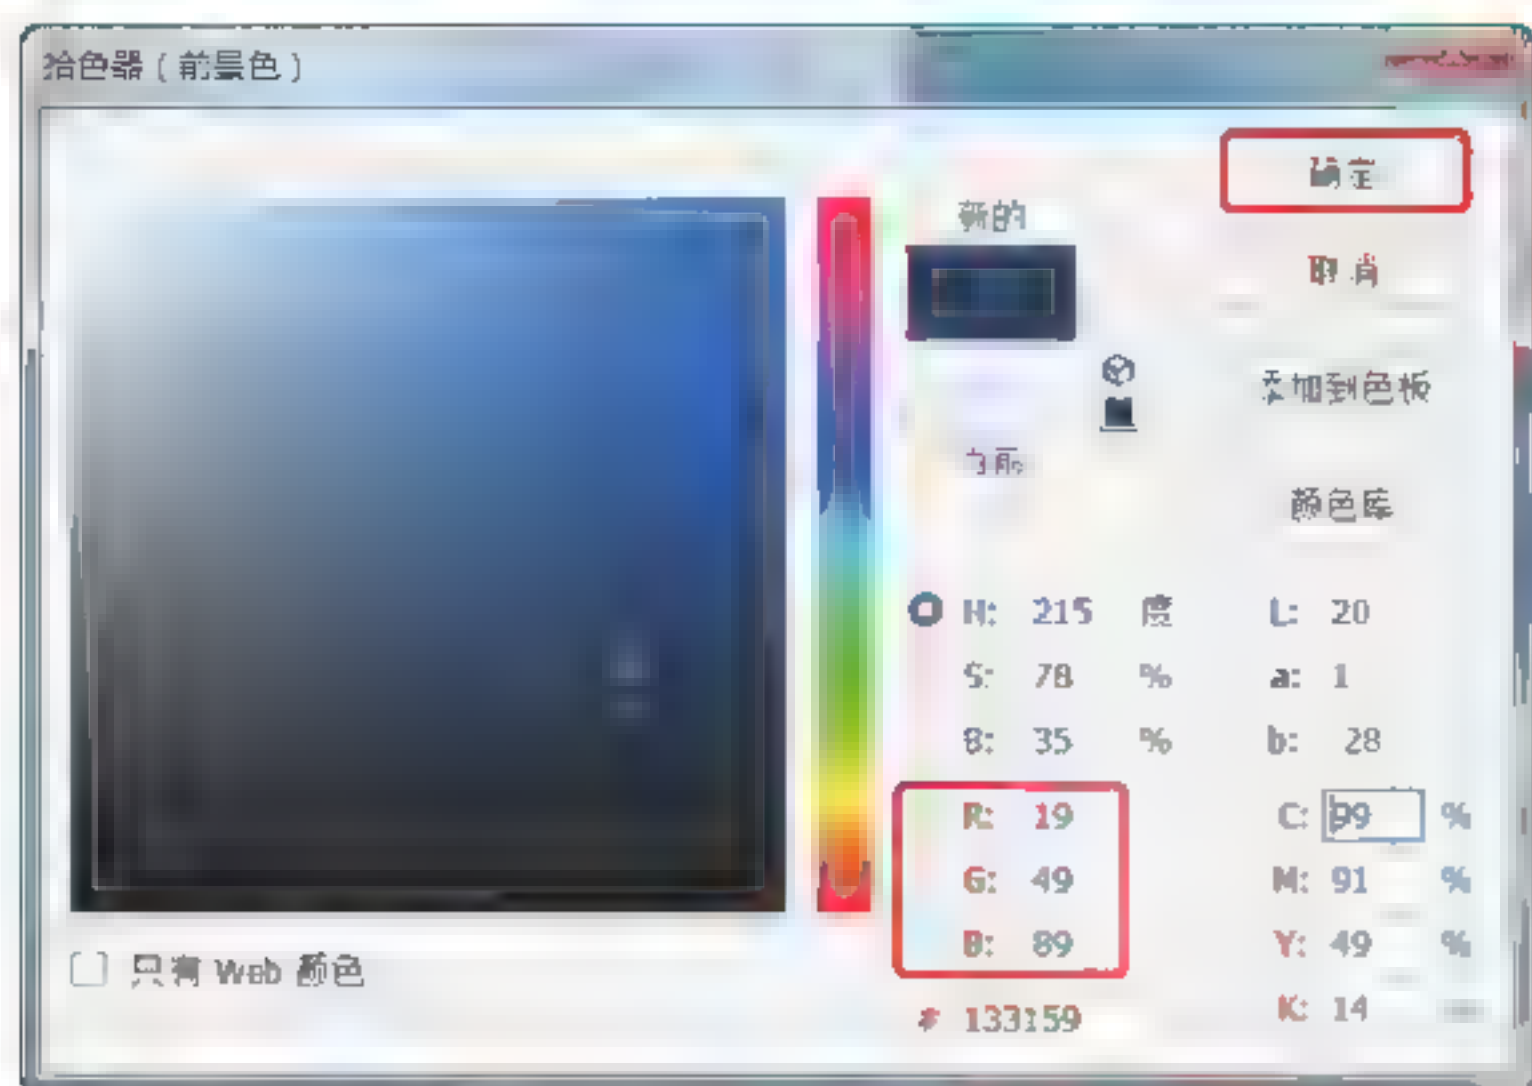 拾色器（前景色）
确定
新的
取消
添加到色板
当前
颜色库
H: 215 度 L: 20
S: 78 % a: 1
B: 35 % b: 28
R: 19 C: 99 %
G: 49 M: 91 %
B: 89 Y: 49 %
只有 Web 颜色
# 133159 K: 14